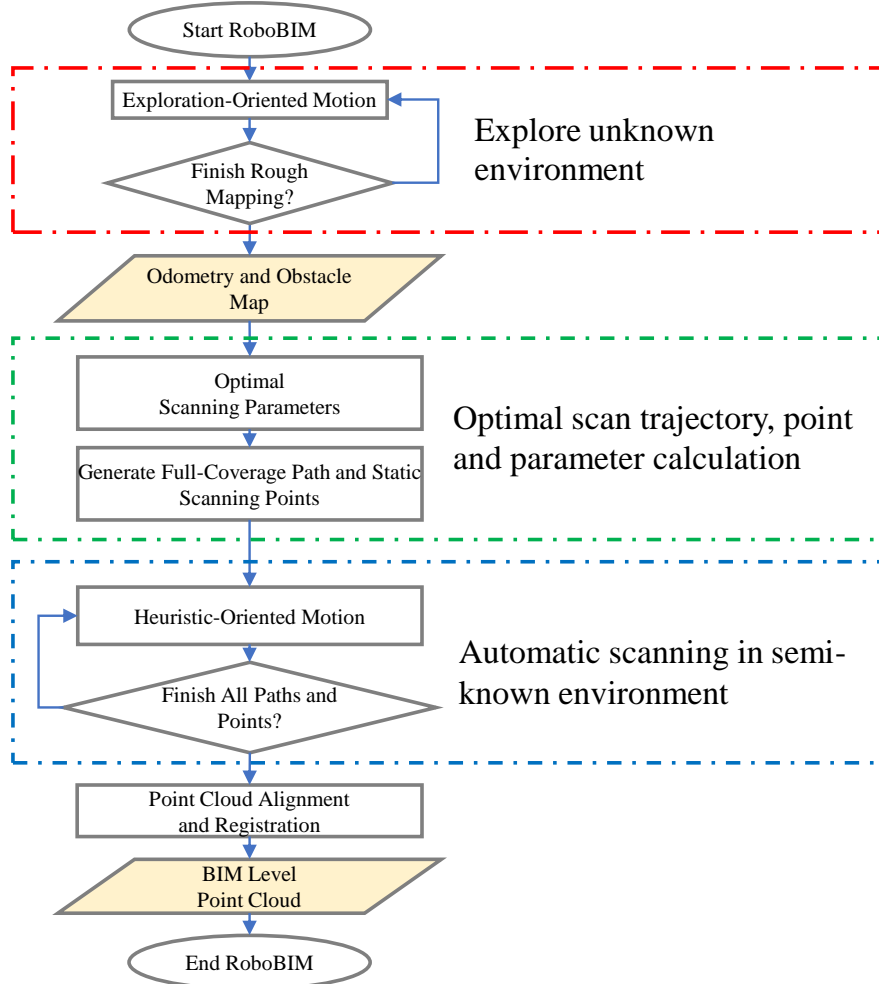 Start RoboBIM
Exploration-Oriented Motion
Explore unknown
environment
Finish Rough
Mapping?
Odometry and Obstacle
Map
Optimal
Scanning Parameters
Optimal scan trajectory, point
and parameter calculation
Generate Full-Coverage Path and Static
Scanning Points
Heuristic-Oriented Motion
Automatic scanning in semi-
known environment
Finish All Paths and
Points?
Point Cloud Alignment
and Registration
BIM Level
Point Cloud
End RoboBIM